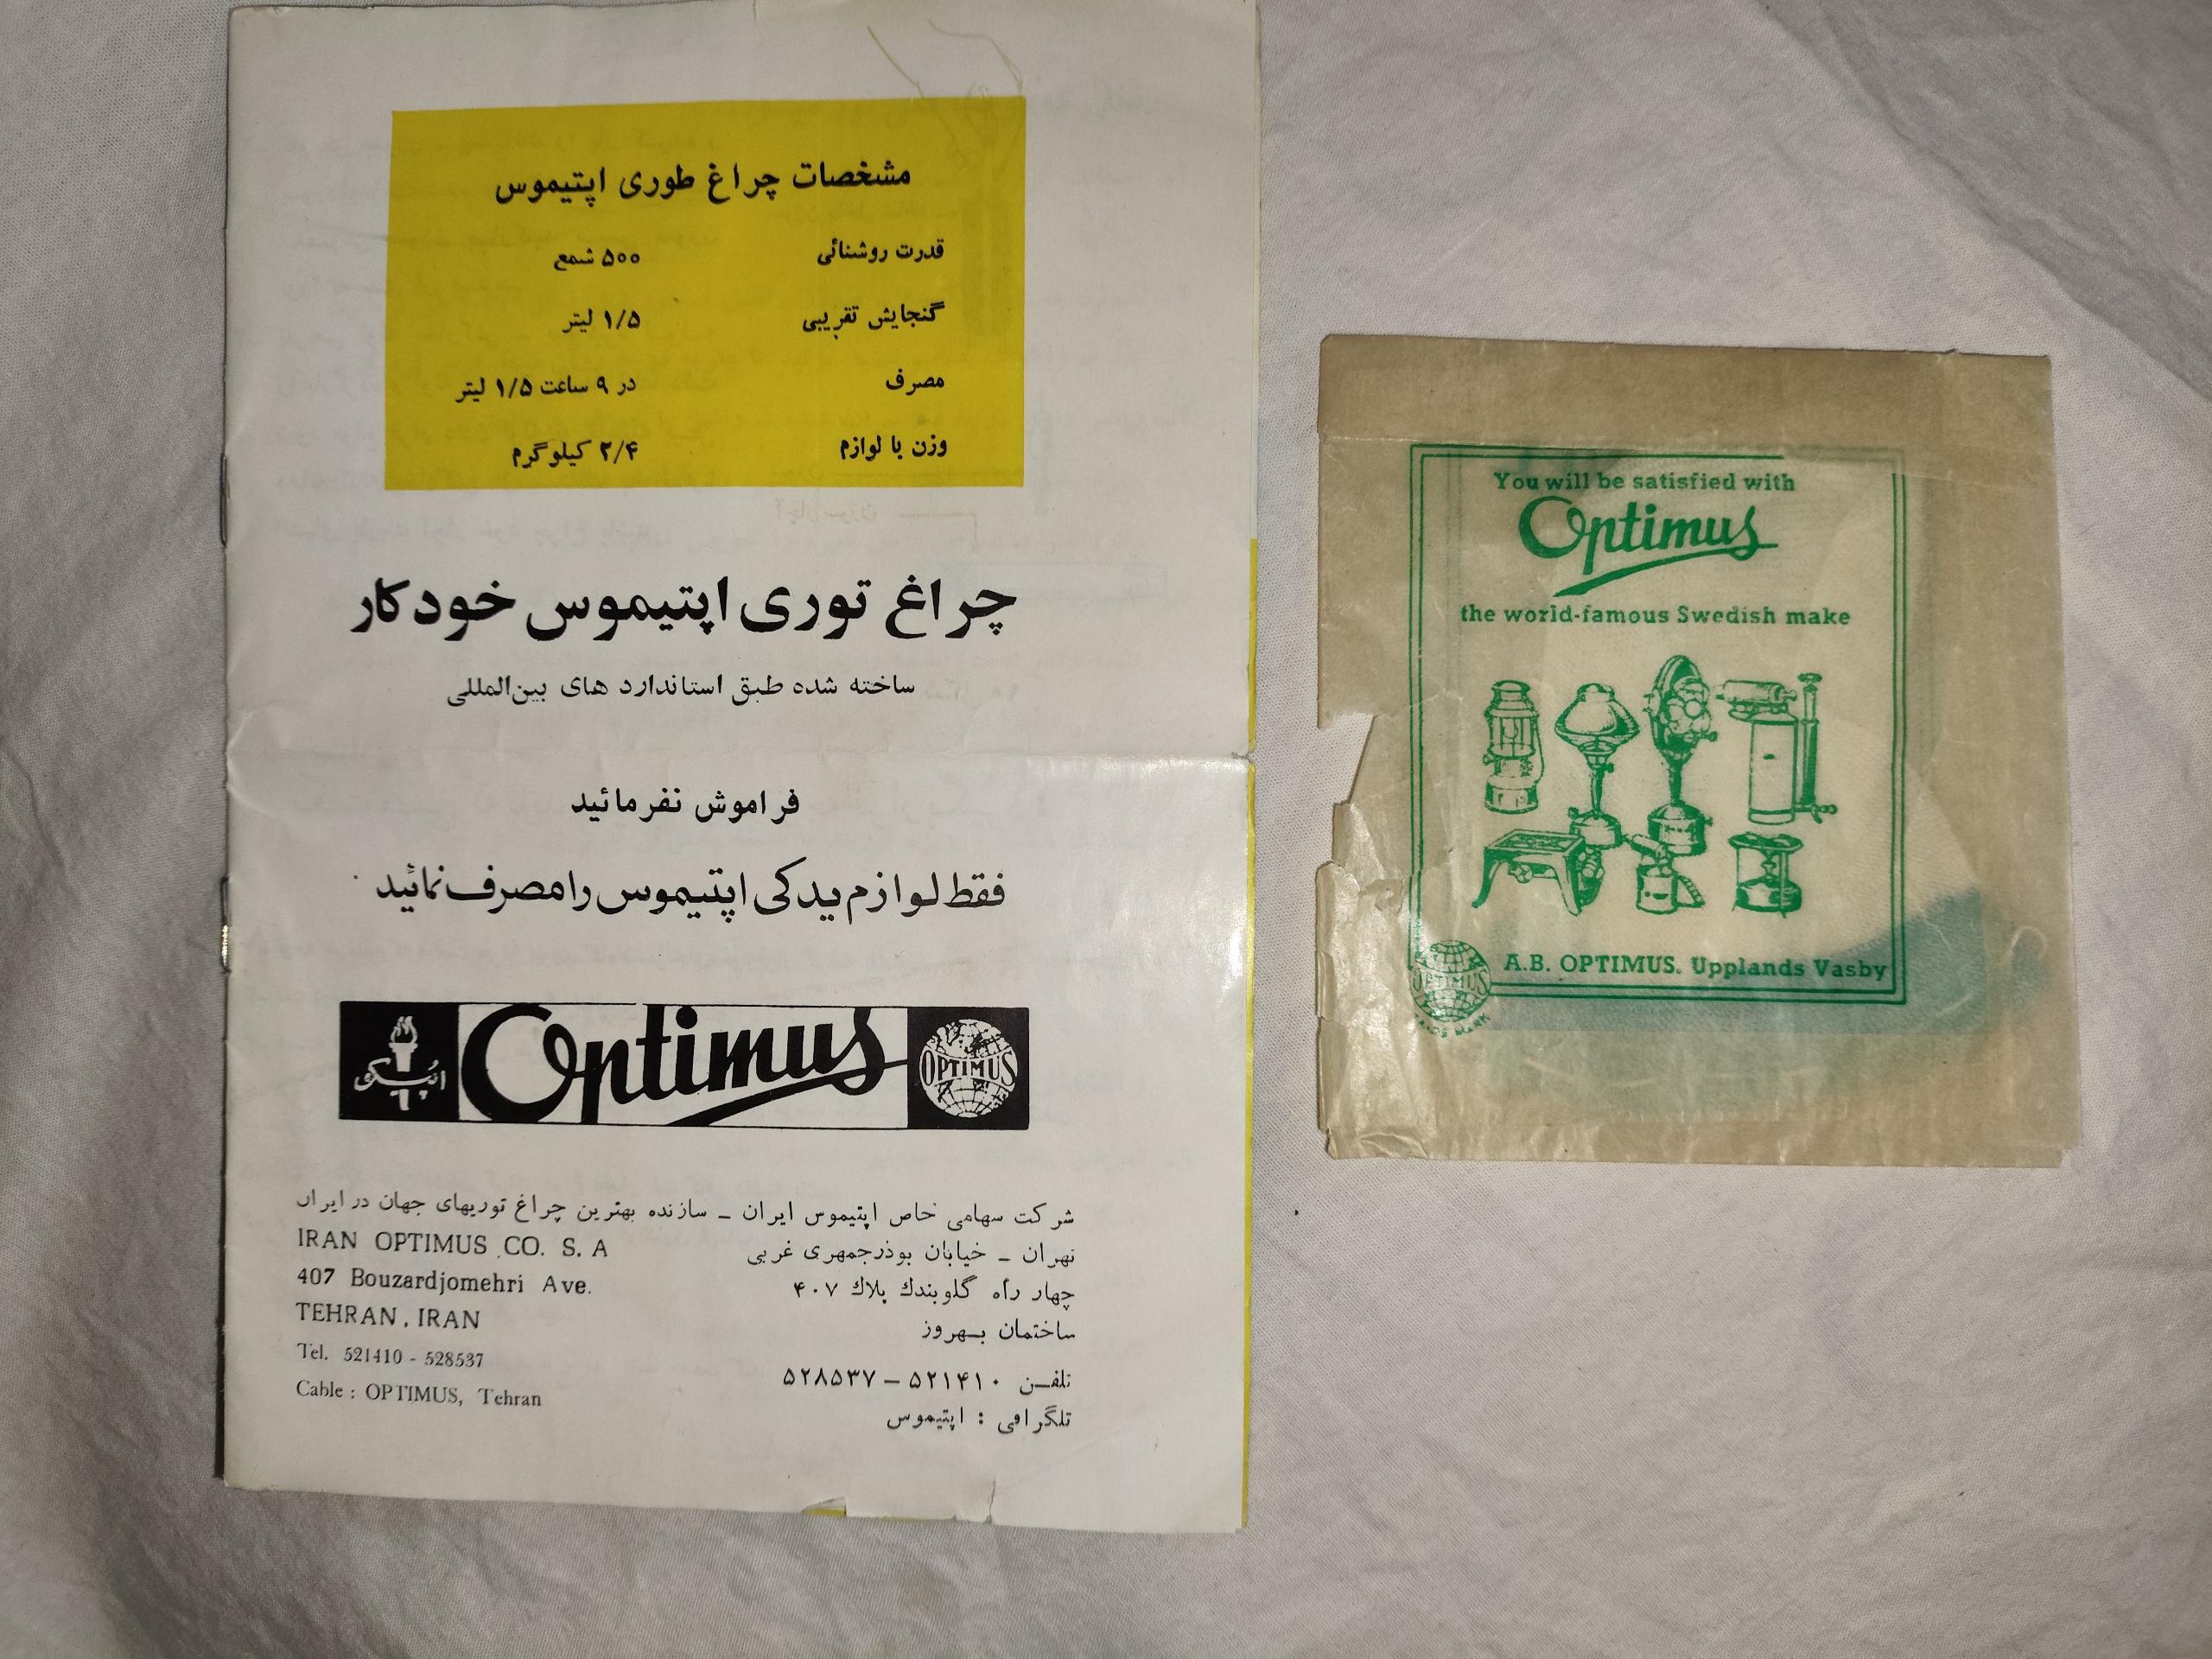 مشخصات چراغ طوری اپتیموس
قدرت روشنائی ۵۰۰ شمع
گنجایش تقریبی ۱/۵ لیتر
مصرف در ۹ ساعت ۱/۵ لیتر
وزن با لوازم ۲/۴ کیلوگرم
چراغ توری اپتیموس خودکار
ساخته شده طبق استاندارد های بین‌المللی
فراموش نفرمائید
فقط لوازم یدکی اپتیموس را مصرف نمائید
اپتیکو Optimus OPTIMUS
شرکت سهامی خاص اپتیموس ایران ـ سازنده بهترین چراغ توریهای جهان در ایران
تهران ـ خیابان بوذرجمهری غربی
چهار راه گلوبندك پلاك ۴۰۷
ساختمان بهروز
تلفن ۵۲۱۴۱۰ – ۵۲۸۵۳۷
تلگرافی : اپتیموس
IRAN OPTIMUS CO. S. A
407 Bouzardjomehri Ave.
TEHRAN, IRAN
Tel. 521410 - 528537
Cable : OPTIMUS, Tehran
You will be satisfied with
Optimus
the world-famous Swedish make
A.B. OPTIMUS. Upplands Vasby
OPTIMUS
TRADE MARK